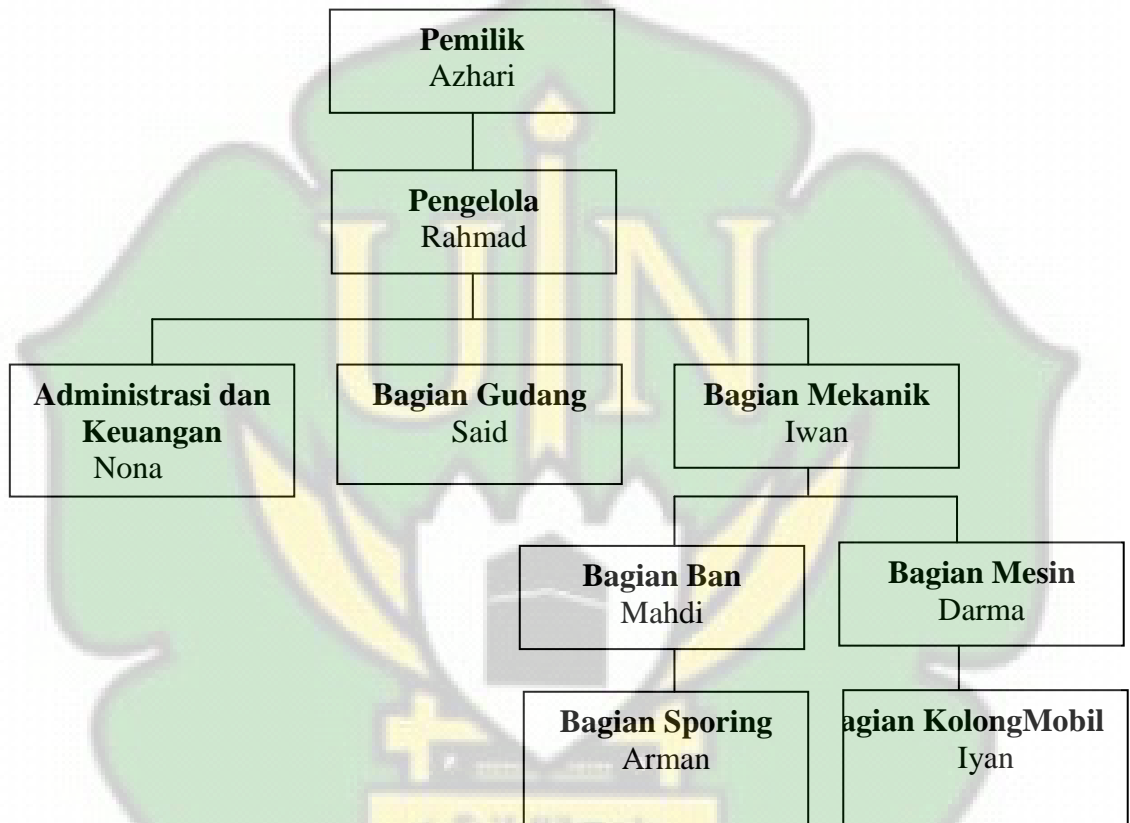 Pemilik
Azhari
Pengelola
Rahmad
UIN
Administrasi dan
Keuangan
Nona
Bagian Gudang
Said
Bagian Mekanik
Iwan
Bagian Ban
Mahdi
Bagian Mesin
Darma
Bagian Sporing
Arman
agian KolongMobil
Iyan